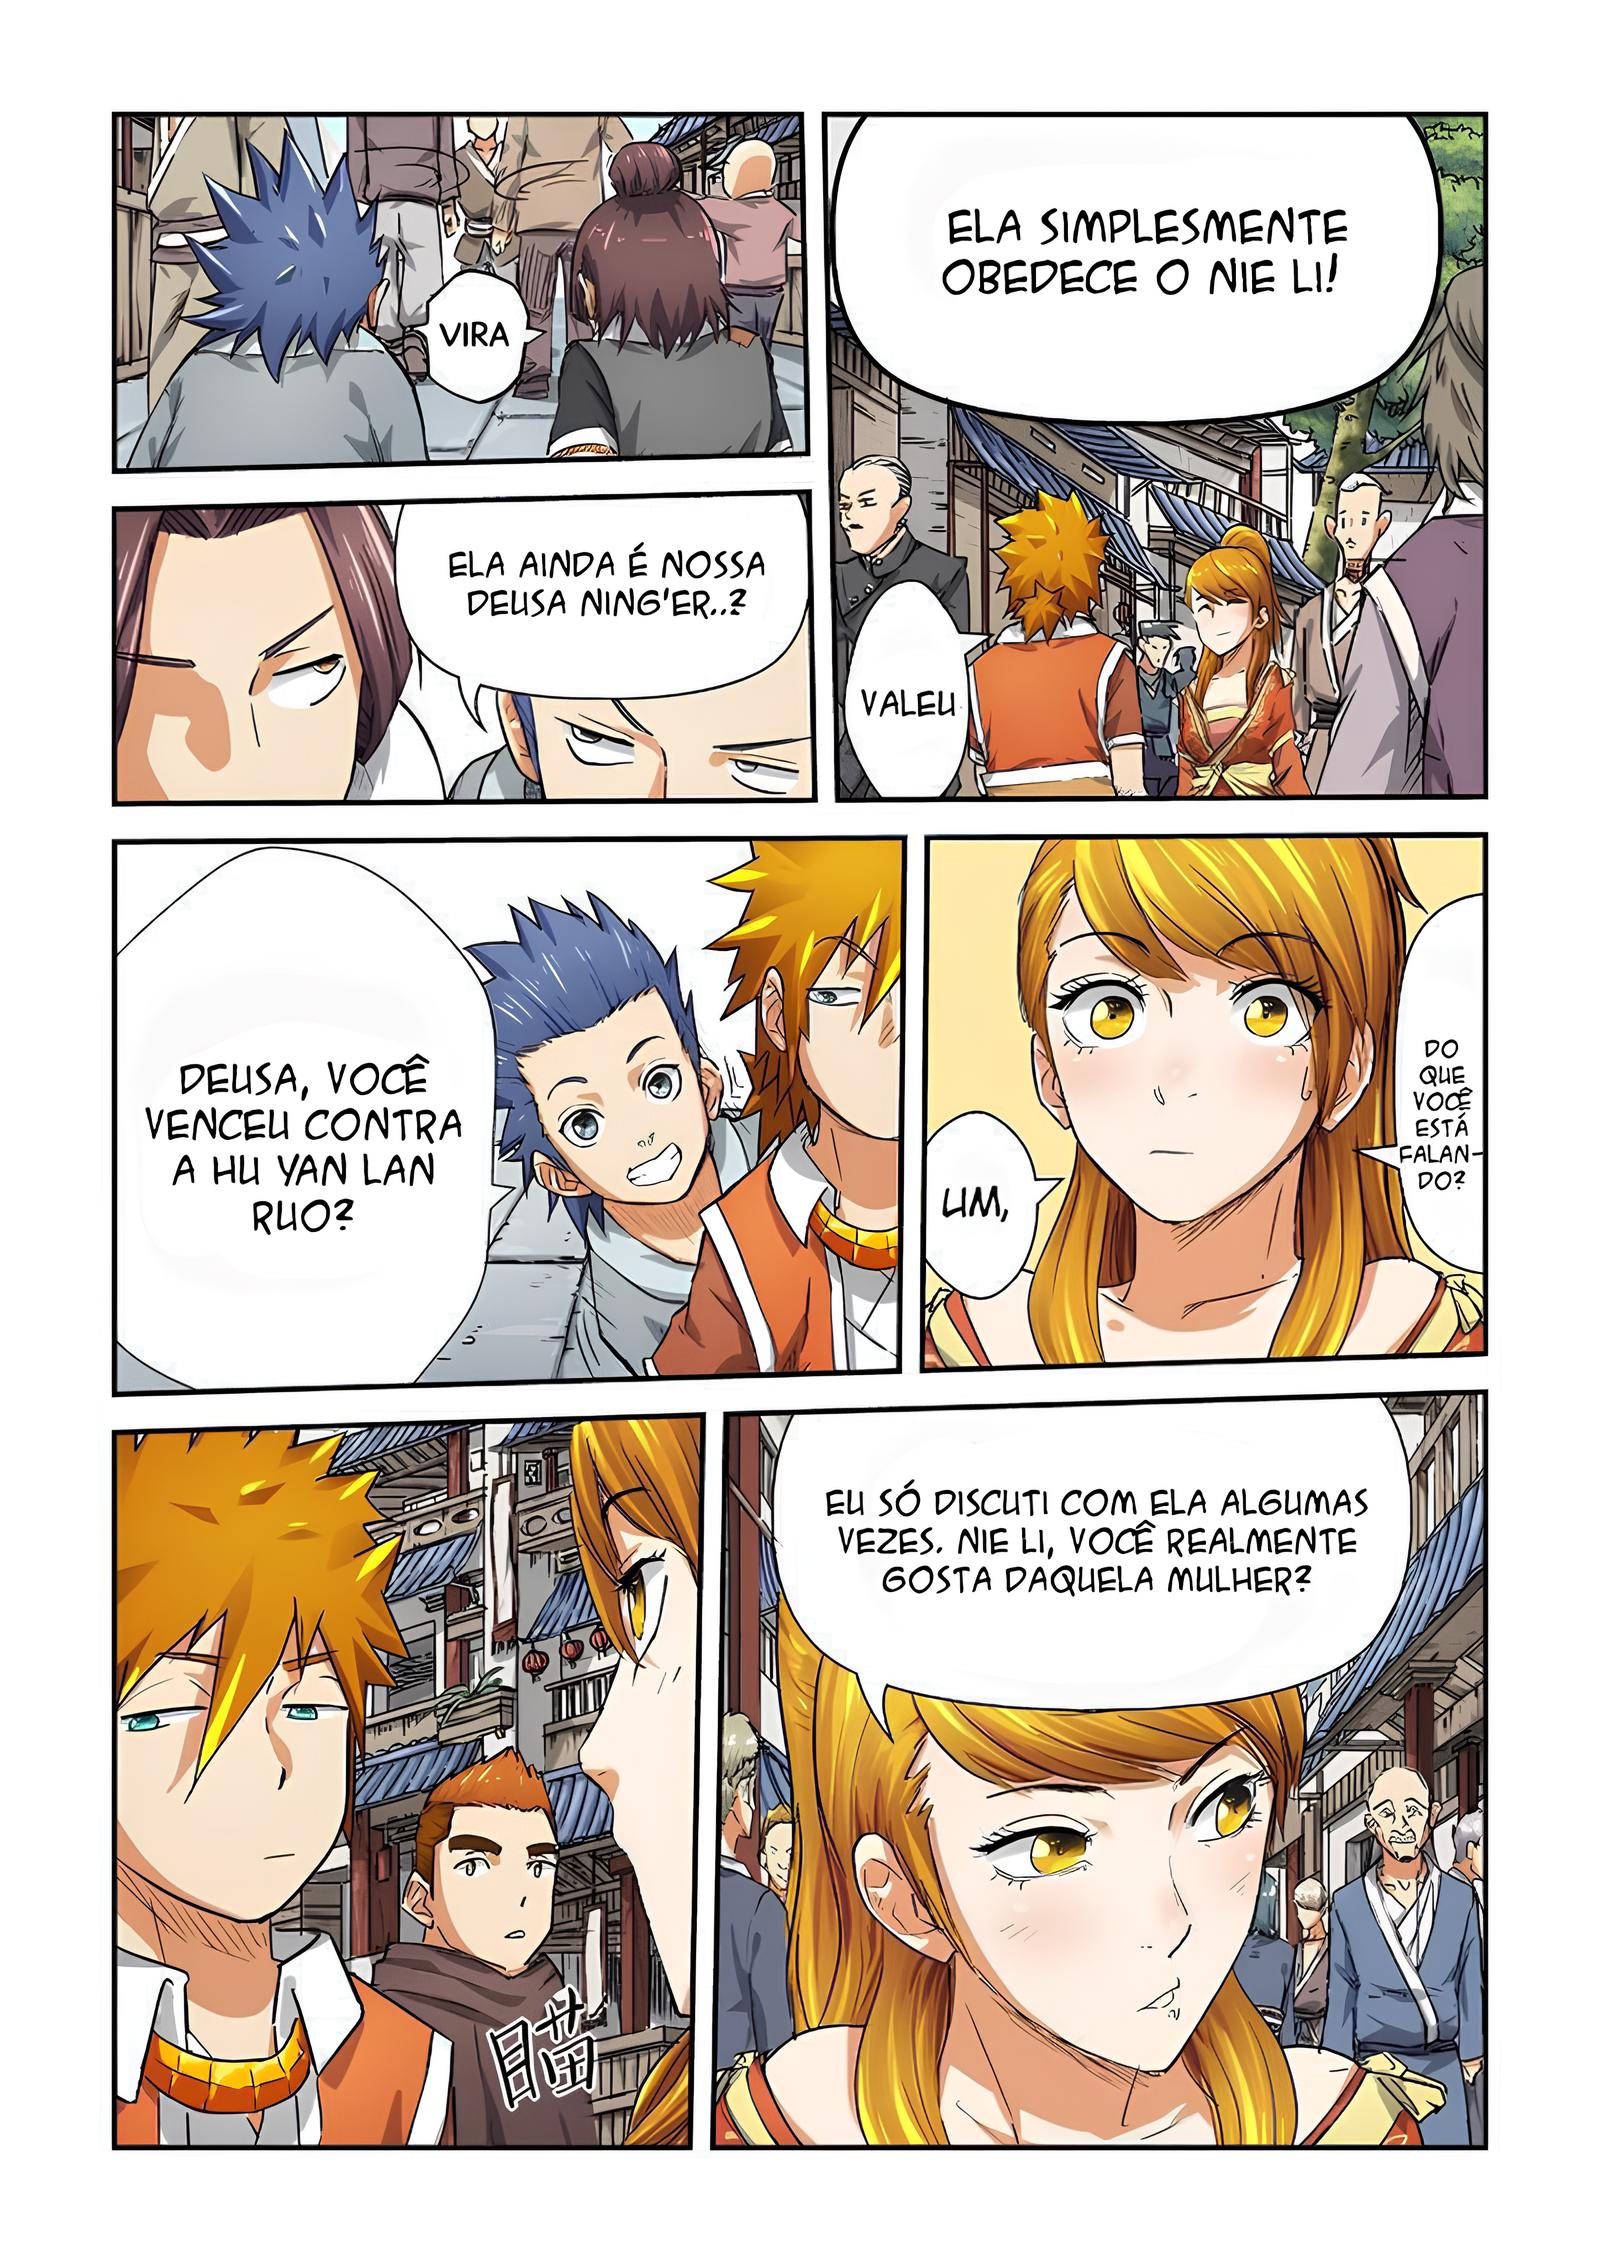 VIRA
ELA SIMPLESMENTE
OBEDECE O NIE LI!
VALEU
ELA AINDA É NOSSA
DEUSA NING'ER..?
DEUSA, VOCÊ
VENCEU CONTRA
A HU YAN LAN
RUO?
UM,
DO
QUE
VOCÊ
ESTÁ
FALAN-
DO?
瞄
EU SÓ DISCUTI COM ELA ALGUMAS
VEZES. NIE LI, VOCÊ REALMENTE
GOSTA DAQUELA MULHER?